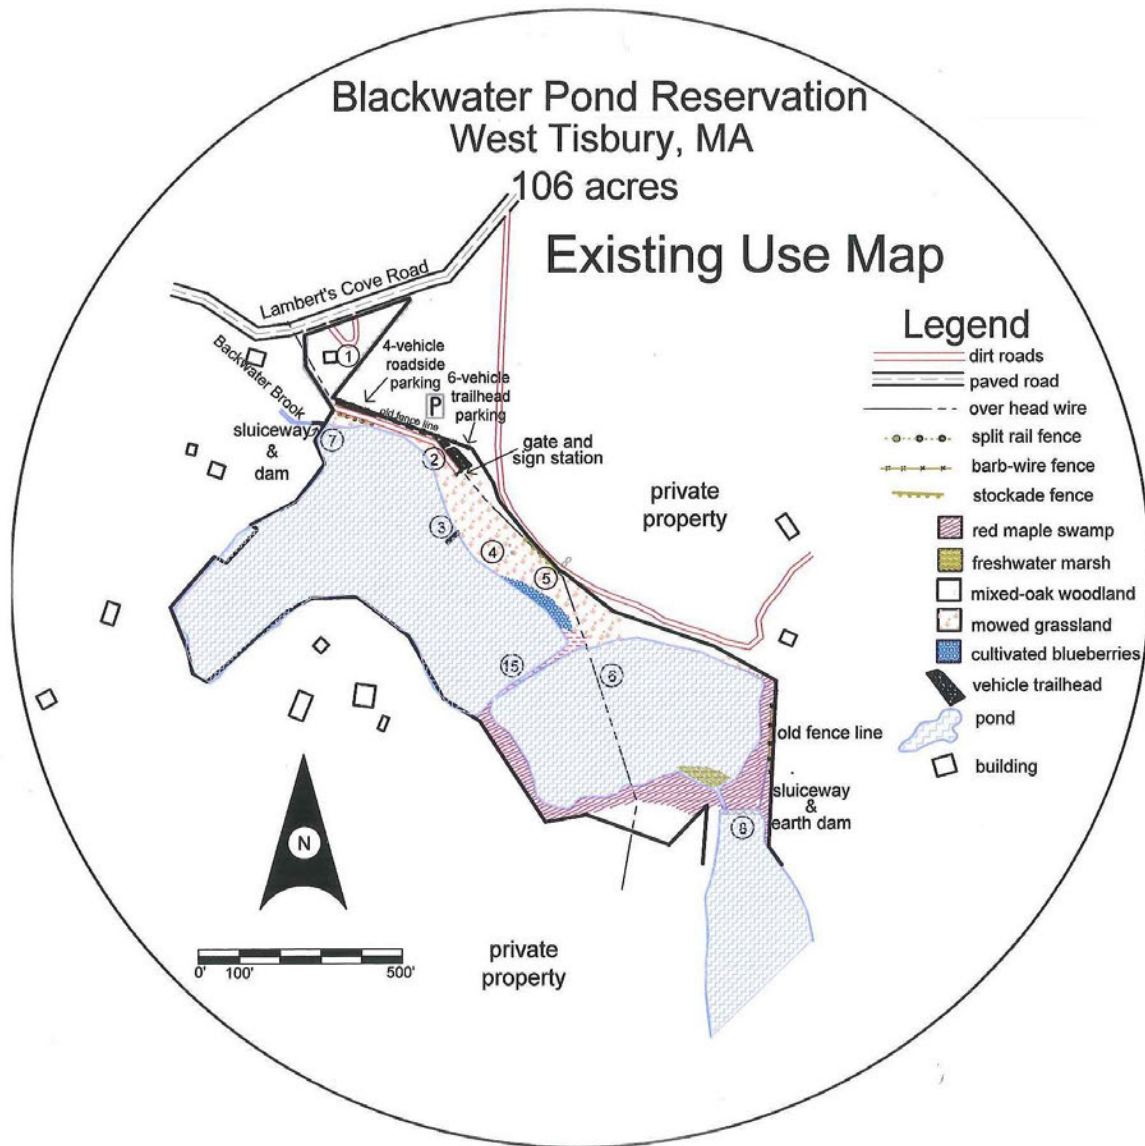 Blackwater Pond Reservation
West Tisbury, MA
106 acres
Existing Use Map
Lambert's Cove Road
Backwater Brook
1
4-vehicle
roadside
parking
6-vehicle
trailhead
parking
P
old fence line
sluiceway
&
dam
7
2
gate and
sign station
private
property
3
4
5
15
6
old fence line
sluiceway
&
earth dam
8
N
0' 100' 500'
private
property
Legend
dirt roads
paved road
over head wire
split rail fence
barb-wire fence
stockade fence
red maple swamp
freshwater marsh
mixed-oak woodland
mowed grassland
cultivated blueberries
vehicle trailhead
pond
building